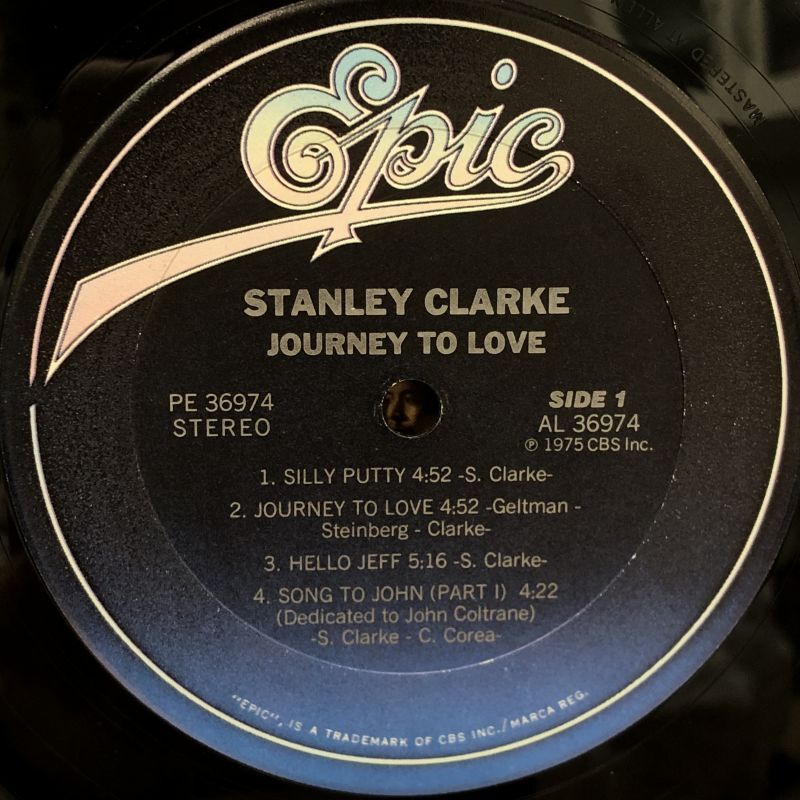 MASTERED AT
Epic
STANLEY CLARKE
JOURNEY TO LOVE
PE 36974
STEREO
SIDE 1
AL 36974
℗ 1975 CBS Inc.
1. SILLY PUTTY 4:52 -S. Clarke-
2. JOURNEY TO LOVE 4:52 -Geltman -
Steinberg - Clarke-
3. HELLO JEFF 5:16 -S. Clarke-
4. SONG TO JOHN (PART I) 4:22
(Dedicated to John Coltrane)
-S. Clarke - C. Corea-
"EPIC", IS A TRADEMARK OF CBS INC./MARCA REG.